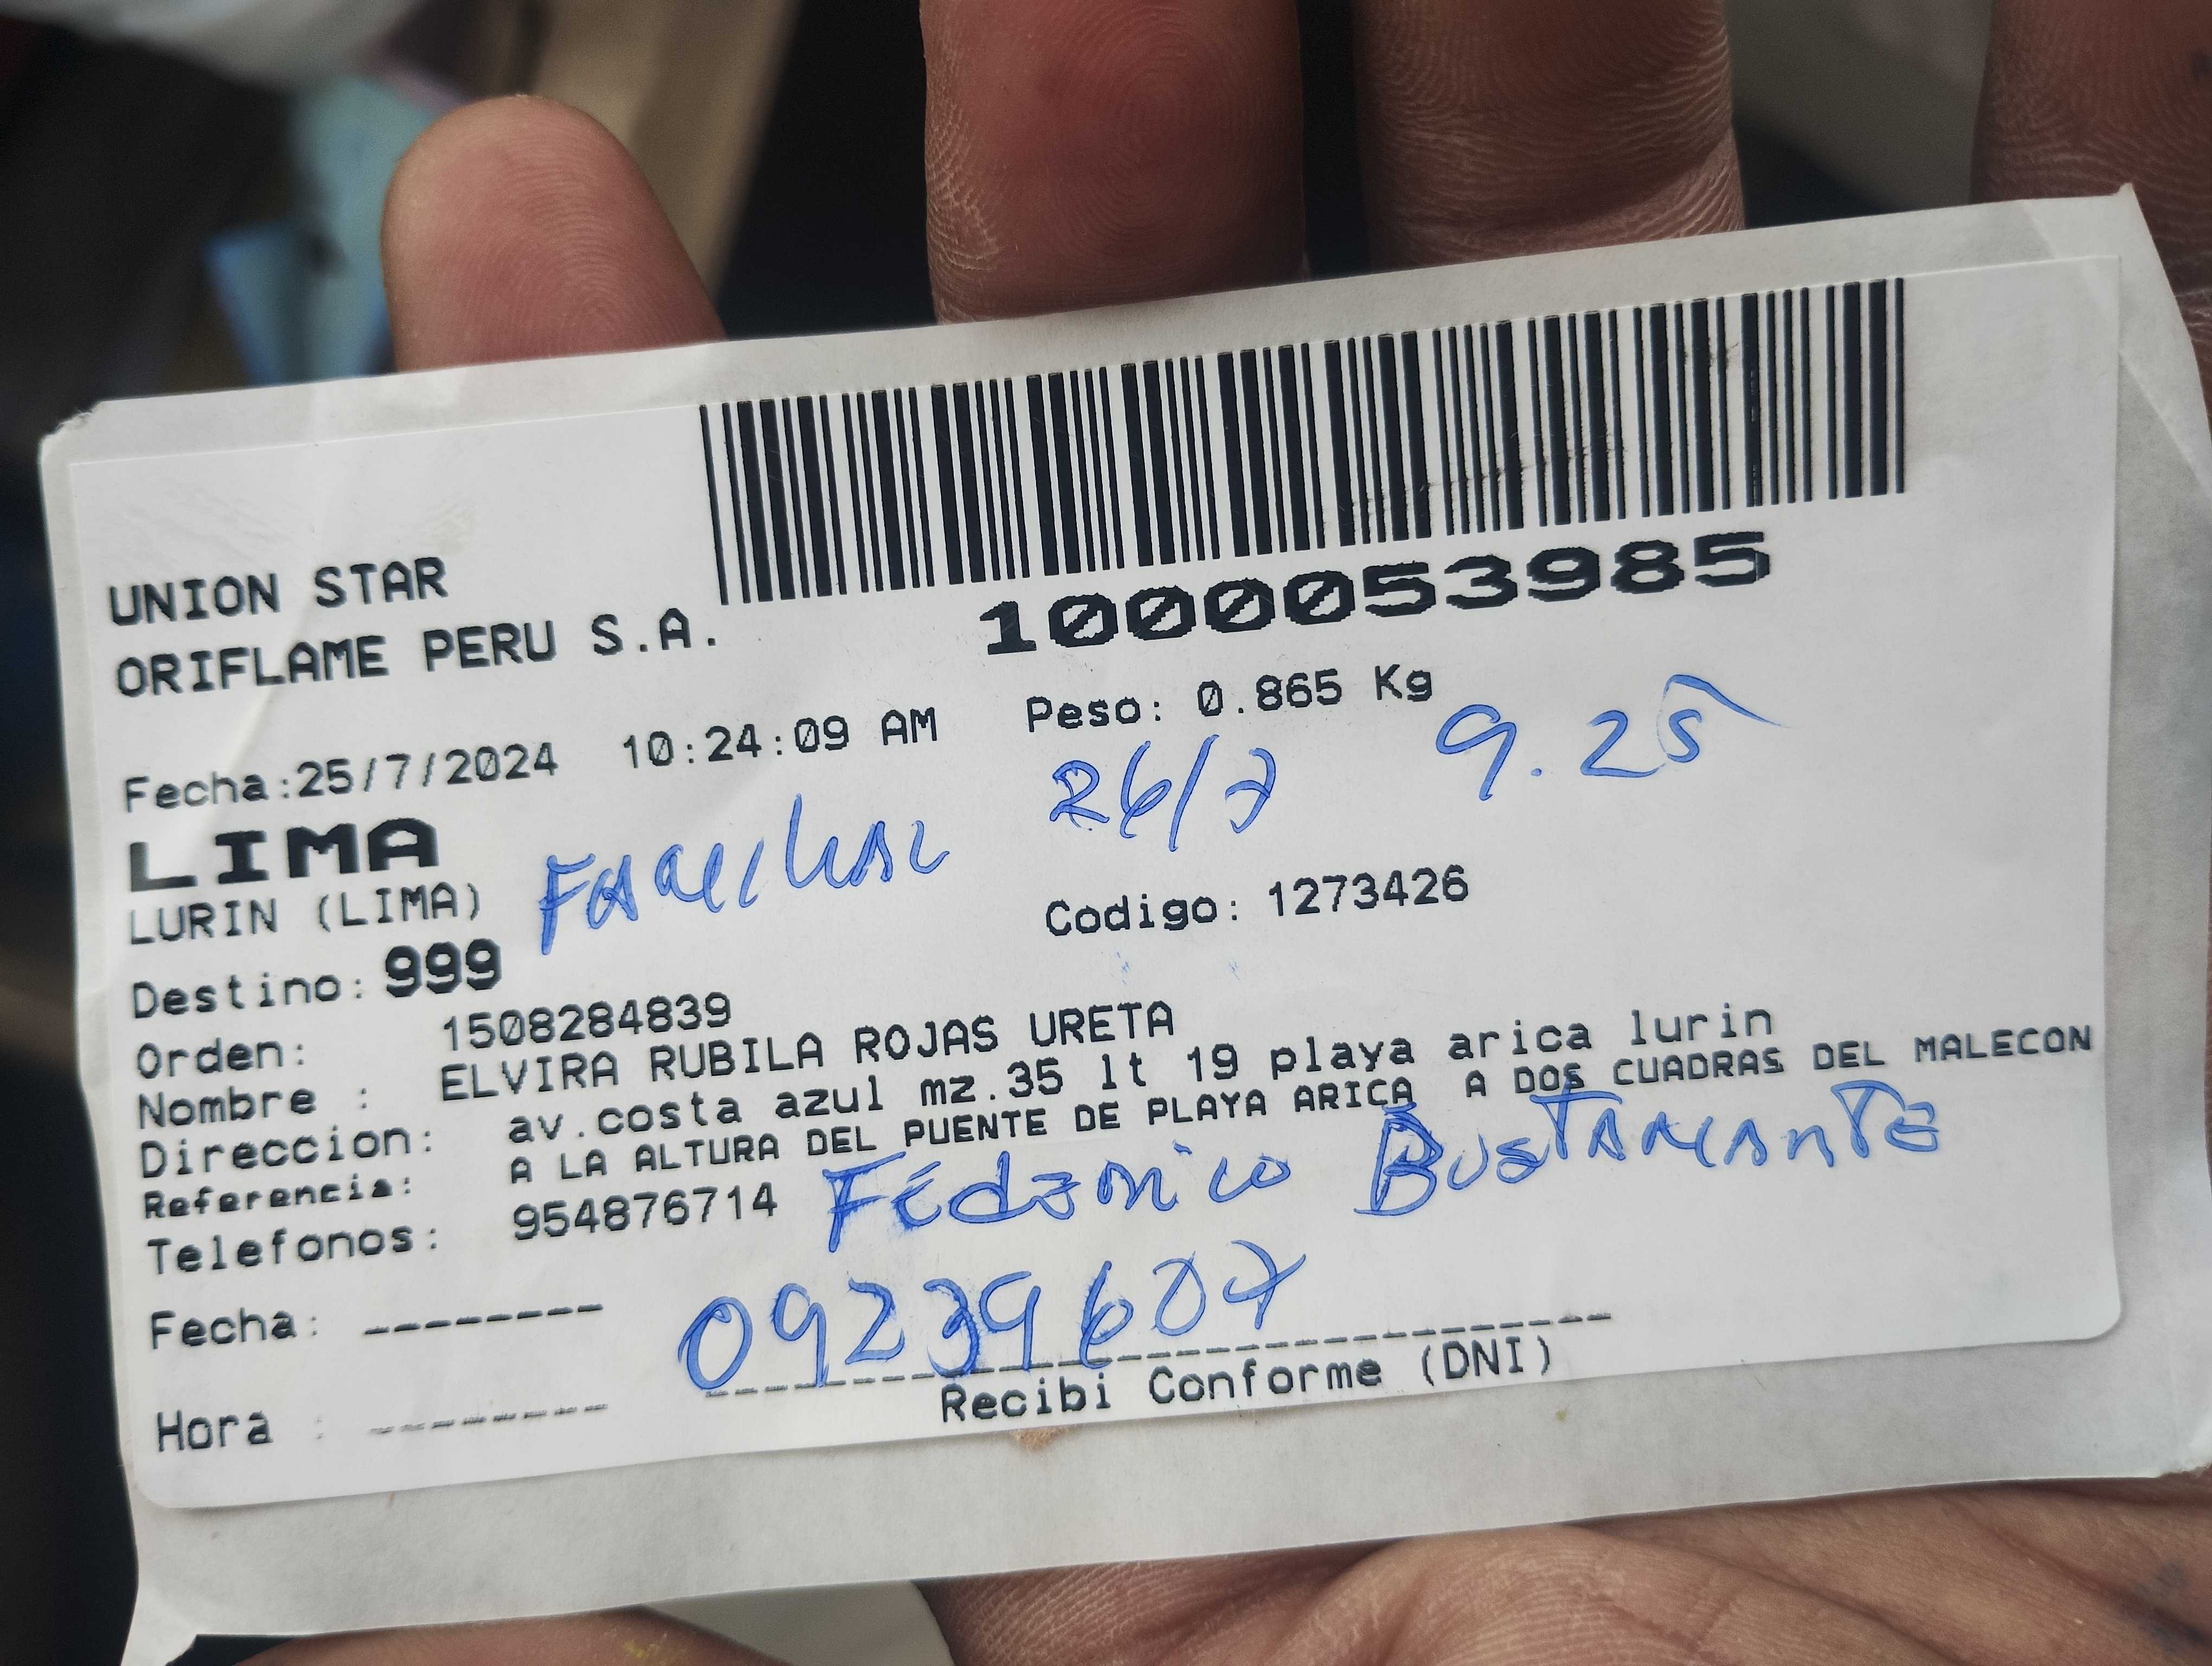 UNION STAR
ORIFLAME PERU S.A.
1000053985
Fecha:25/7/2024 10:24:09 AM Peso: 0.865 Kg
26/7 9.25
LIMA
LURIN (LIMA)
Codigo: 1273426
Destino: 999
Orden: 1508284839
Nombre : ELVIRA RUBILA ROJAS URETA
Direccion: av.costa azul mz.35 lt 19 playa arica lurin
Referencia: A LA ALTURA DEL PUENTE DE PLAYA ARICA A DOS CUADRAS DEL MALECON
Telefonos: 954876714
Federico Bustamante
09239607
Fecha: --------
Recibi Conforme (DNI)
Hora : --------